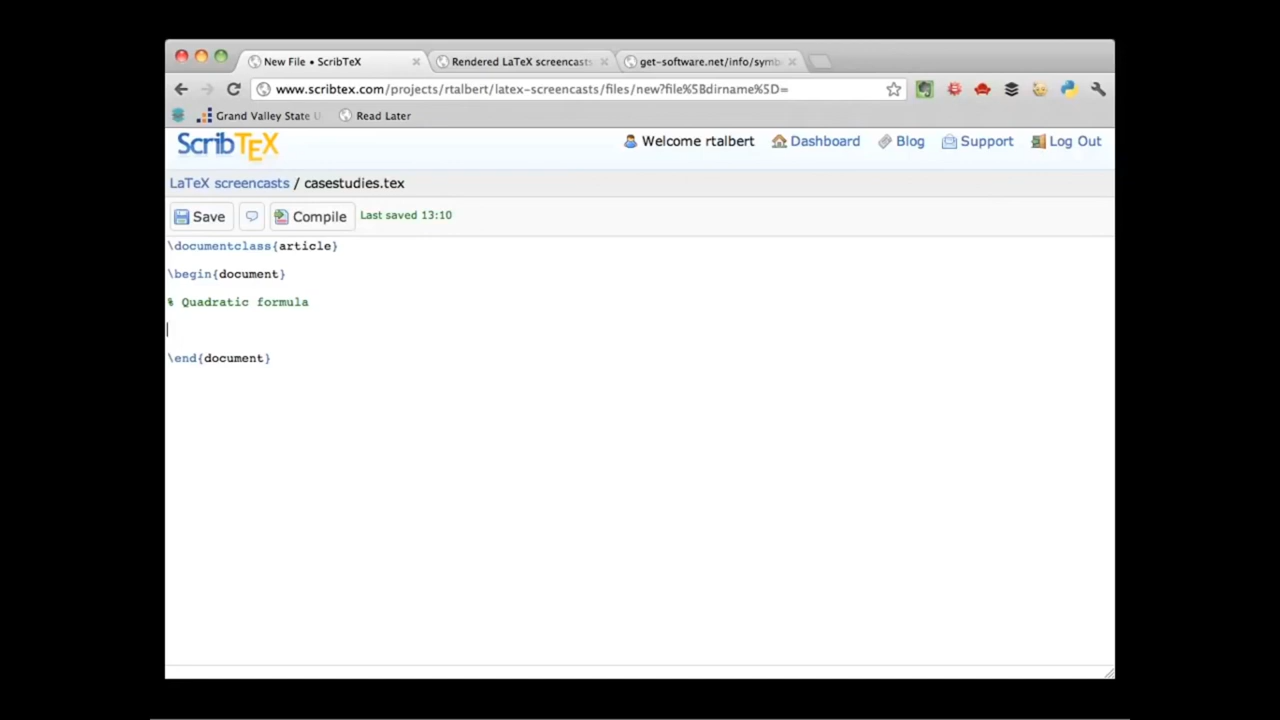 New File • ScribTeX
Rendered LaTeX screencasts
get-software.net/info/symb
www.scribtex.com/projects/rtalbert/latex-screencasts/files/new?file%5Bdirname%5D=
Grand Valley State U
Read Later
ScribTEX
Welcome rtalbert
Dashboard
Blog
Support
Log Out
LaTeX screencasts / casestudies.tex
Save
Compile
Last saved 13:10
\documentclass{article}
\begin{document}
% Quadratic formula
\end{document}